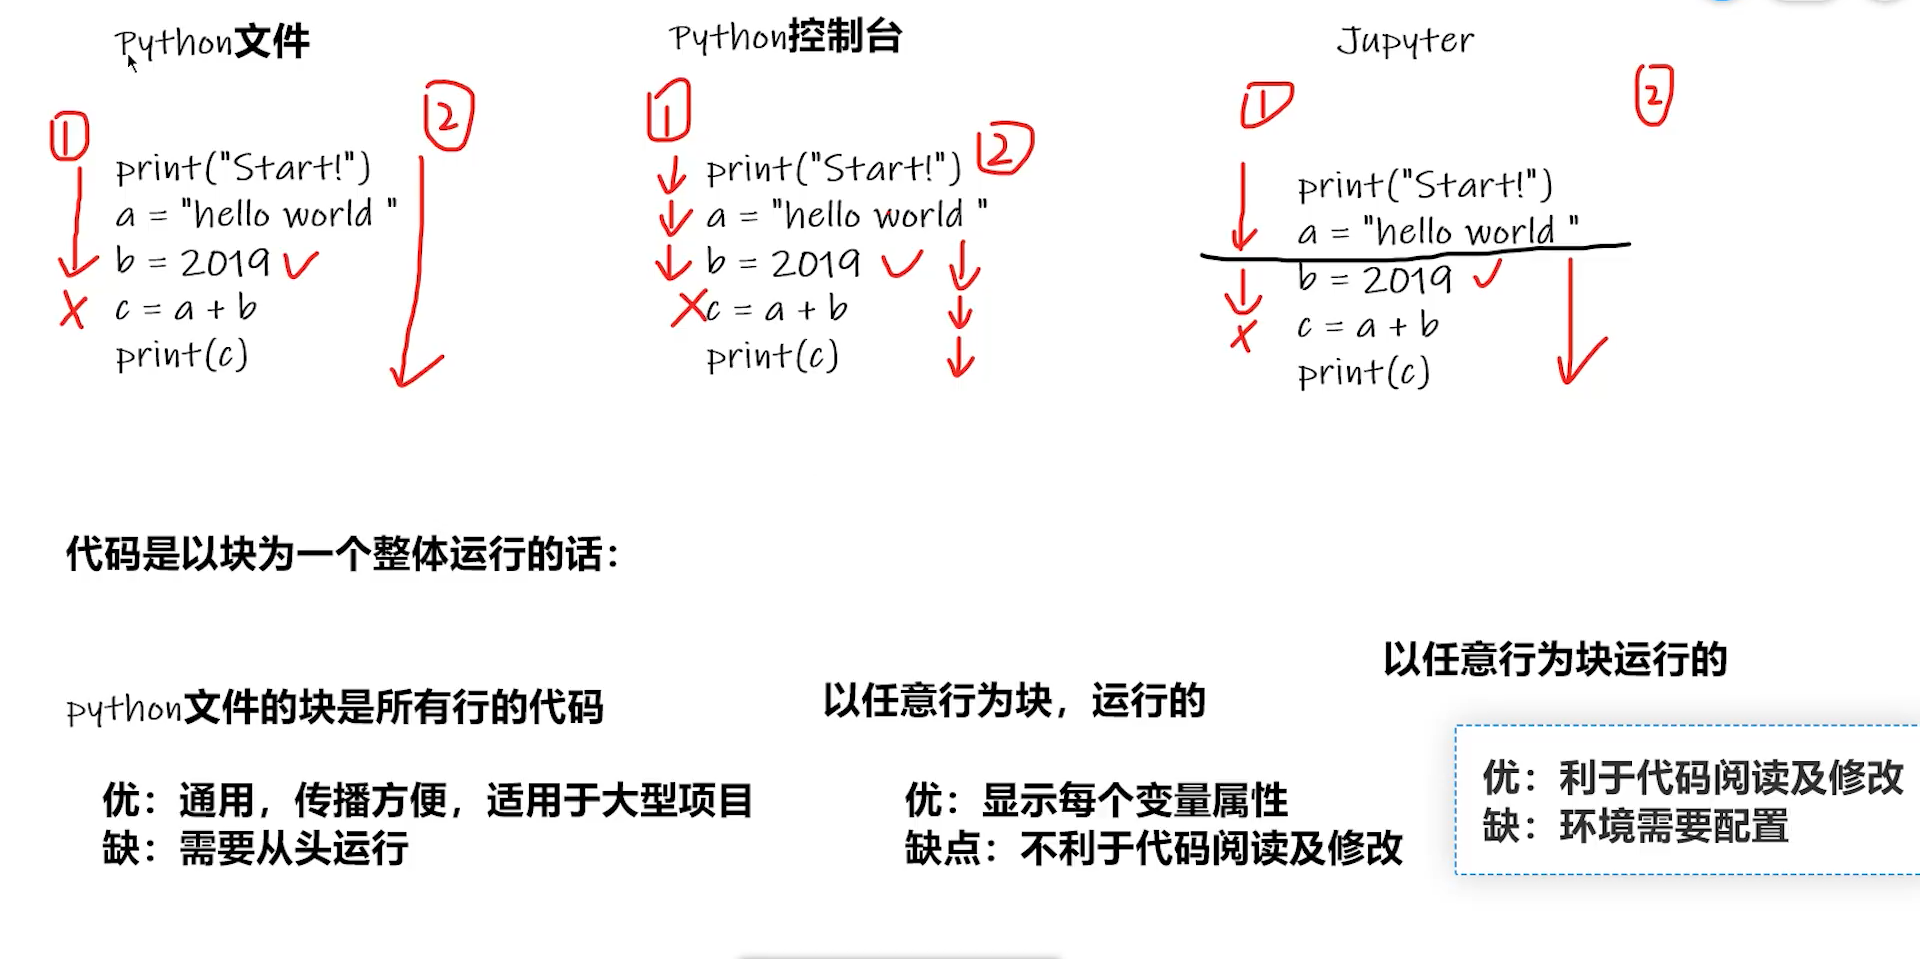 Python文件
① ②
print("Start!")
a = "hello world "
b = 2019
c = a + b
print(c)
Python控制台
① ②
print("Start!")
a = "hello world "
b = 2019
c = a + b
print(c)
Jupyter
① ②
print("Start!")
a = "hello world "
b = 2019
c = a + b
print(c)
代码是以块为一个整体运行的话：
python文件的块是所有行的代码
优：通用，传播方便，适用于大型项目
缺：需要从头运行
以任意行为块，运行的
优：显示每个变量属性
缺点：不利于代码阅读及修改
以任意行为块运行的
优：利于代码阅读及修改
缺：环境需要配置